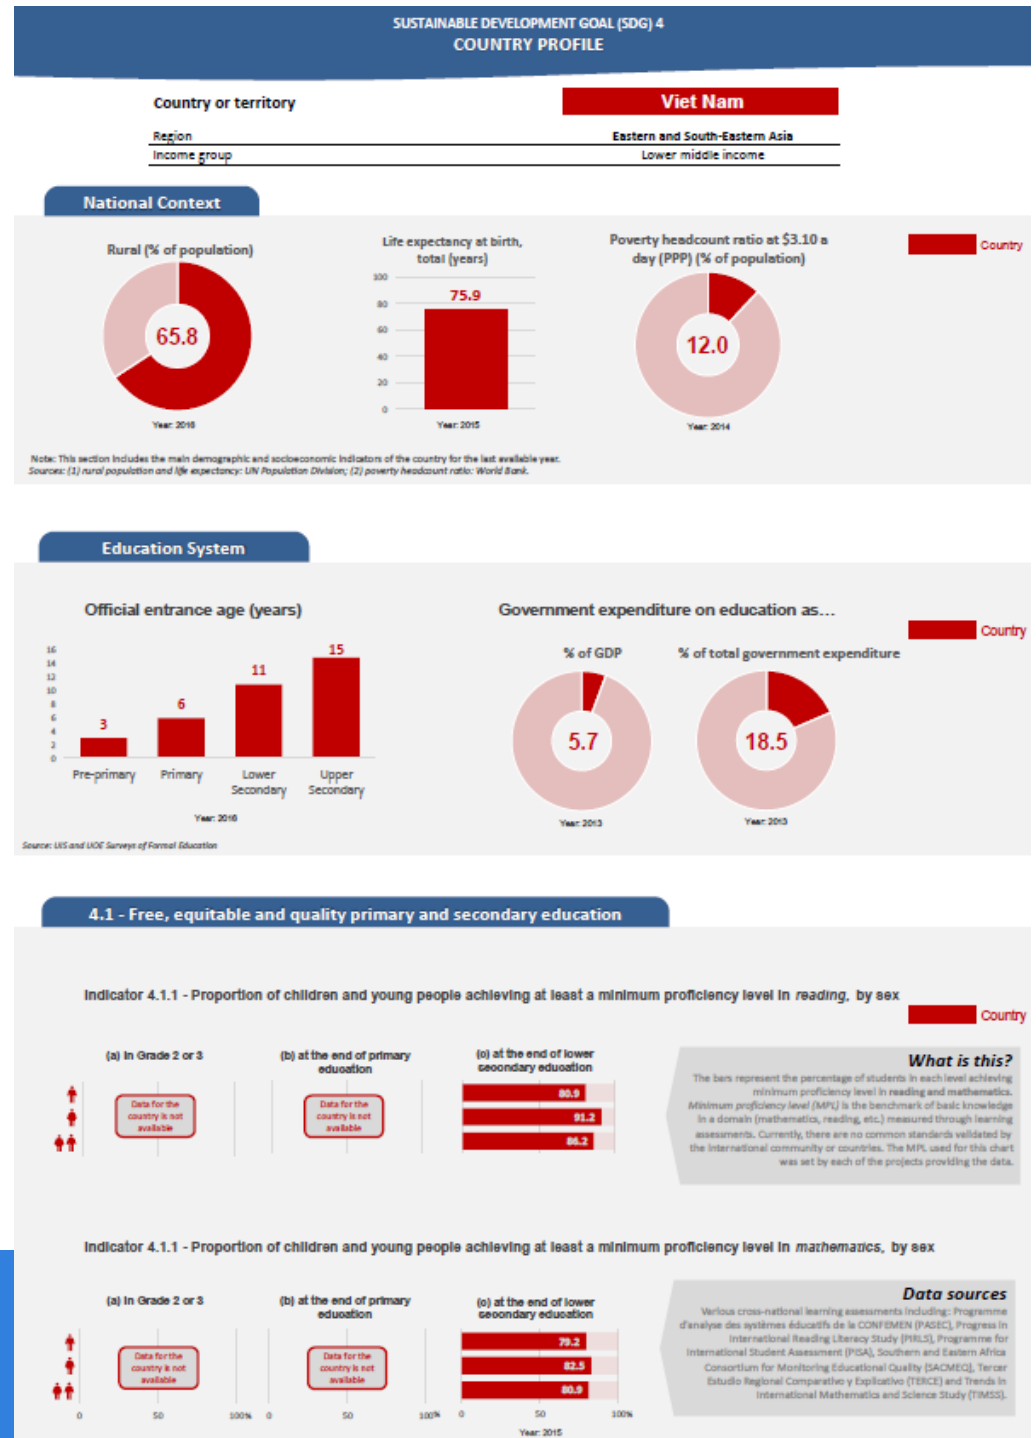 SUSTAINABLE DEVELOPMENT GOAL (SDG) 4
COUNTRY PROFILE
Country or territory
Viet Nam
Region
Eastern and South-Eastern Asia
Income group
Lower middle income
National Context
Rural (% of population)
65.8
Year: 2016
Life expectancy at birth,
total (years)
100
80
60
40
20
0
75.9
Year: 2015
Poverty headcount ratio at $3.10 a
day (PPP) (% of population)
12.0
Year: 2014
Country
Note: This section includes the main demographic and socioeconomic indicators of the country for the last available year.
Sources: (1) rural population and life expectancy: UN Population Division; (2) poverty headcount ratio: World Bank.
Education System
Official entrance age (years)
16
14
12
10
8
6
4
2
0
3
6
11
15
Pre-primary
Primary
Lower
Secondary
Upper
Secondary
Year: 2016
Government expenditure on education as...
% of GDP
5.7
Year: 2013
% of total government expenditure
18.5
Year: 2013
Country
Source: UIS and UOE Surveys of Formal Education
4.1 - Free, equitable and quality primary and secondary education
Indicator 4.1.1 - Proportion of children and young people achieving at least a minimum proficiency level in reading, by sex
Country
(a) in Grade 2 or 3
Data for the
country is not
available
(b) at the end of primary
education
Data for the
country is not
available
(c) at the end of lower
secondary education
80.9
91.2
86.2
What is this?
The bars represent the percentage of students in each level achieving
minimum proficiency level in reading and mathematics.
Minimum proficiency level (MPL) is the benchmark of basic knowledge
in a domain (mathematics, reading, etc.) measured through learning
assessments. Currently, there are no common standards validated by
the international community or countries. The MPL used for this chart
was set by each of the projects providing the data.
Indicator 4.1.1 - Proportion of children and young people achieving at least a minimum proficiency level in mathematics, by sex
(a) in Grade 2 or 3
Data for the
country is not
available
0
50
100%
(b) at the end of primary
education
Data for the
country is not
available
0
50
100%
(c) at the end of lower
secondary education
79.2
82.5
80.9
0
50
100%
Year: 2015
Data sources
Various cross-national learning assessments including: Programme
d'analyse des systèmes éducatifs de la CONFEMEN (PASEC), Progress in
International Reading Literacy Study (PIRLS), Programme for
International Student Assessment (PISA), Southern and Eastern Africa
Consortium for Monitoring Educational Quality (SACMEQ), Tercer
Estudio Regional Comparativo y Explicativo (TERCE) and Trends in
International Mathematics and Science Study (TIMSS).